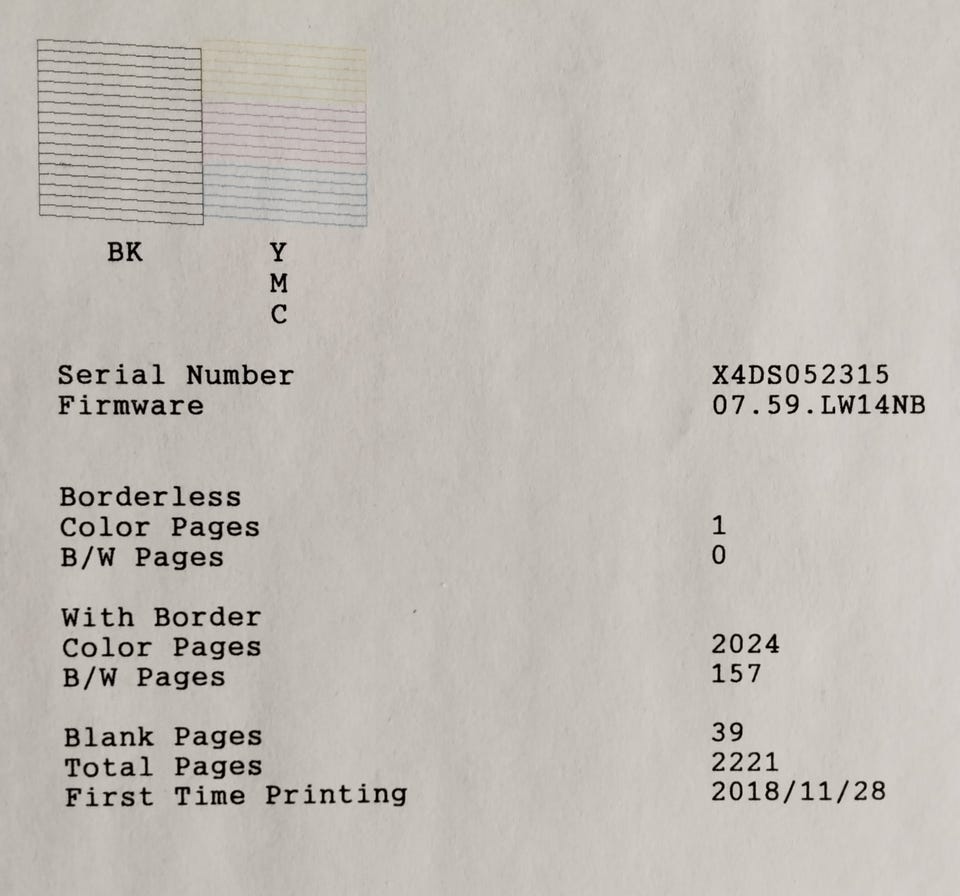 BK Y
M
C
Serial Number X4DS052315
Firmware 07.59.LW14NB
Borderless
Color Pages 1
B/W Pages 0
With Border
Color Pages 2024
B/W Pages 157
Blank Pages 39
Total Pages 2221
First Time Printing 2018/11/28